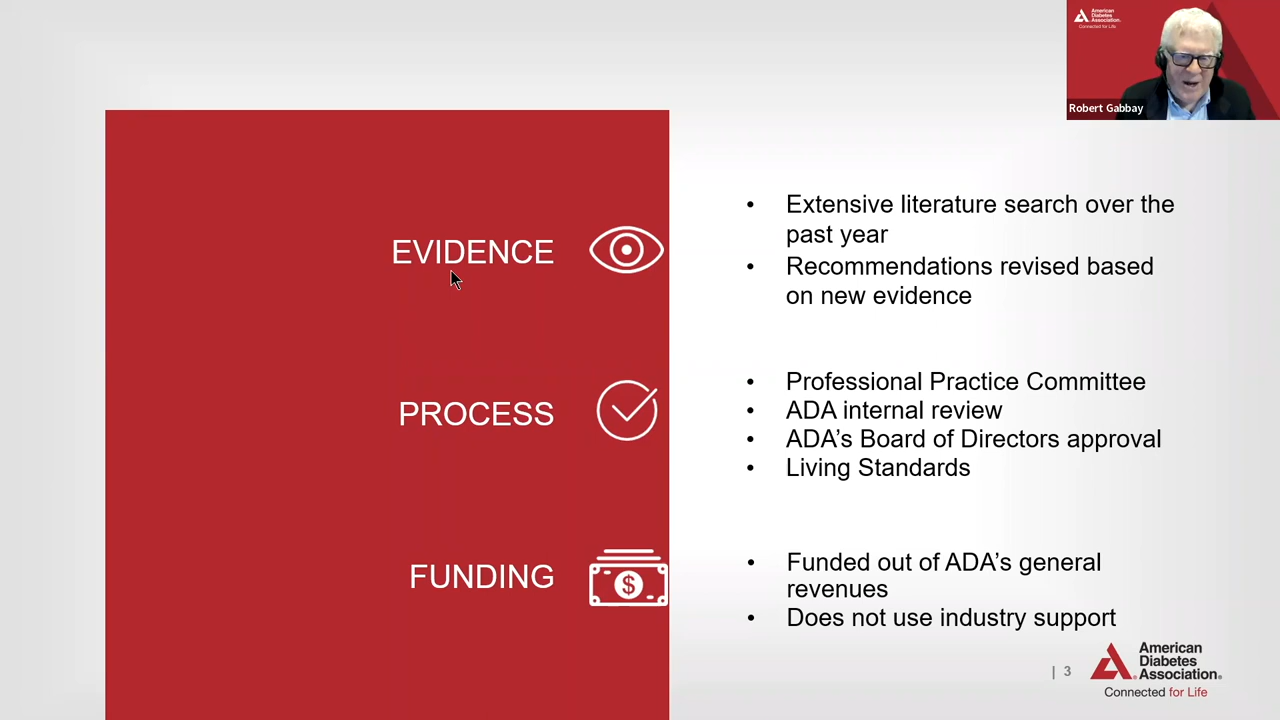 American
Diabetes
Association.
Connected for Life
Robert Gabbay
EVIDENCE
• Extensive literature search over the
past year
• Recommendations revised based
on new evidence
PROCESS
• Professional Practice Committee
• ADA internal review
• ADA’s Board of Directors approval
• Living Standards
FUNDING
$
• Funded out of ADA’s general
revenues
• Does not use industry support
| 3
American
Diabetes
Association®
Connected for Life